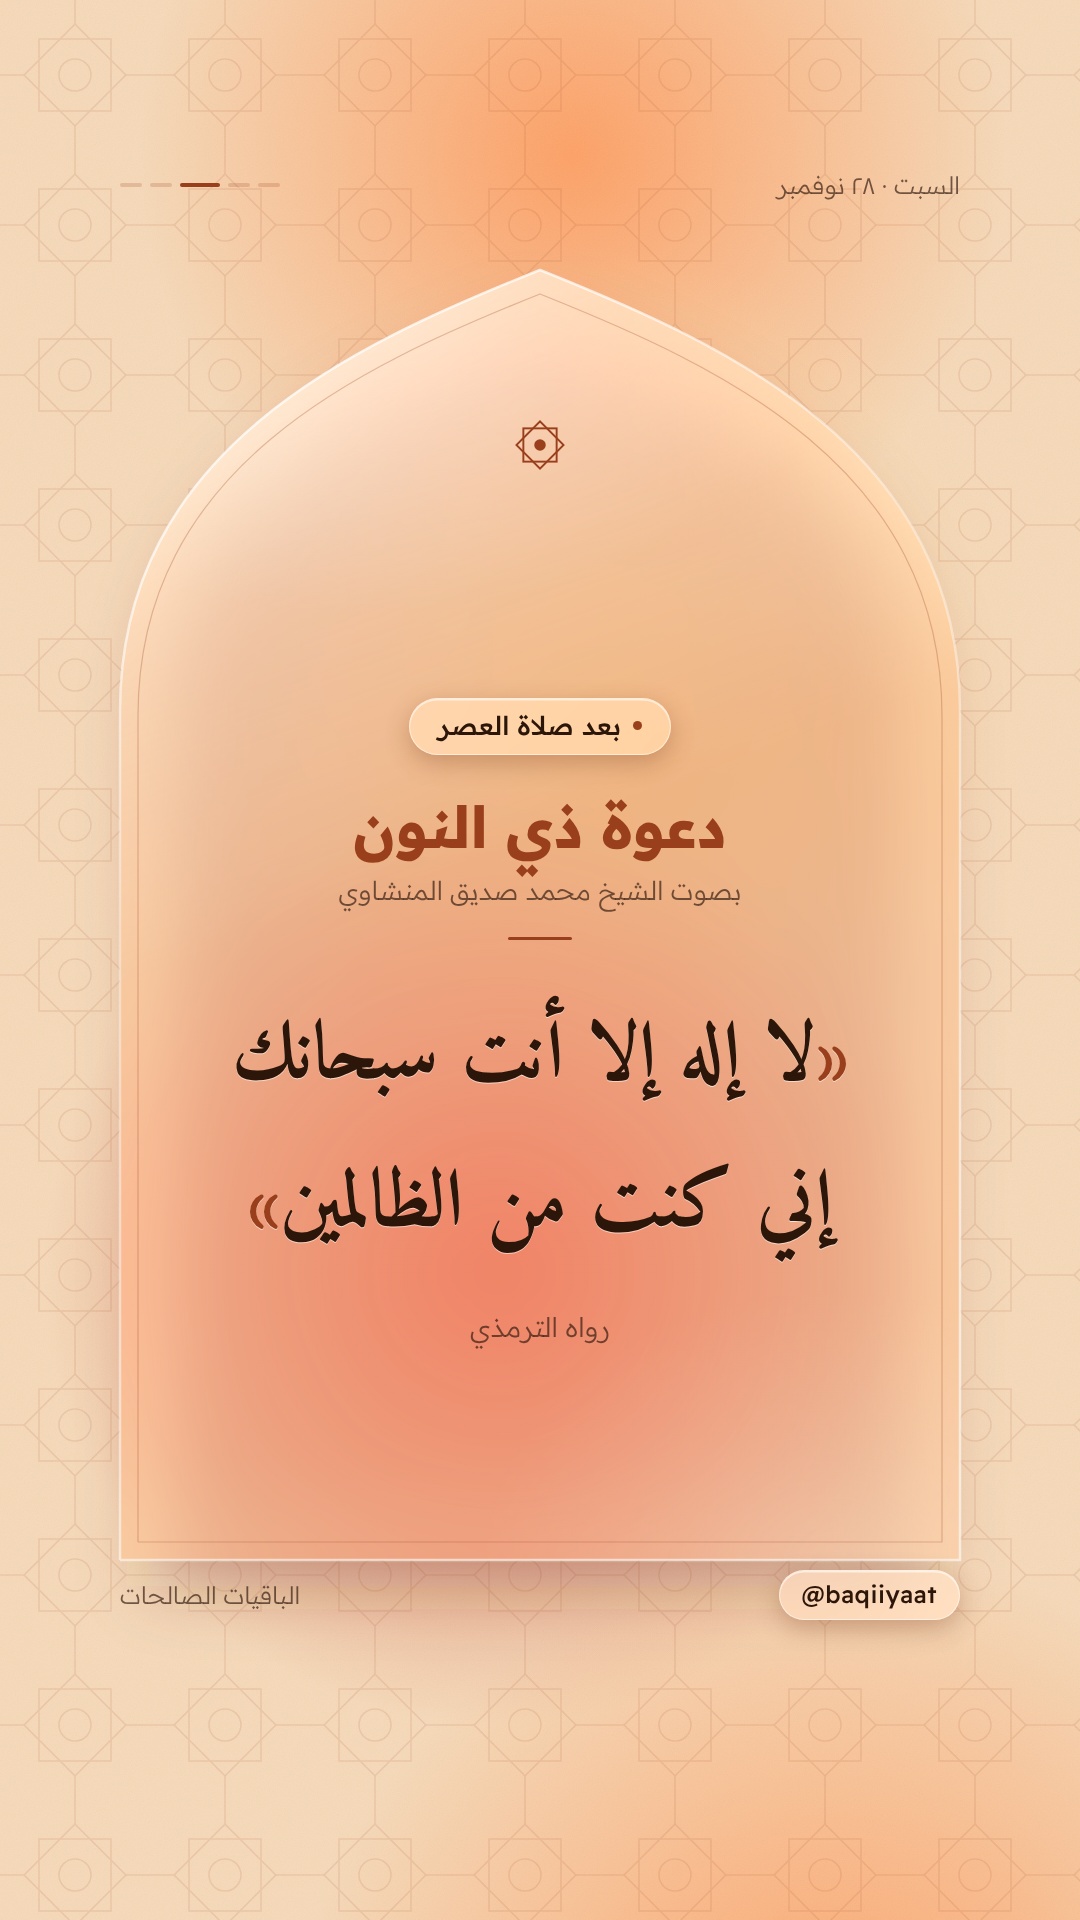 السبت · ٢٨ نوفمبر
بعد صلاة العصر
دعوة ذي النون
بصوت الشيخ محمد صديق المنشاوي
«لا إله إلا أنت سبحانك
إني كنت من الظالمين»
رواه الترمذي
@baqiiyaat
الباقيات الصالحات